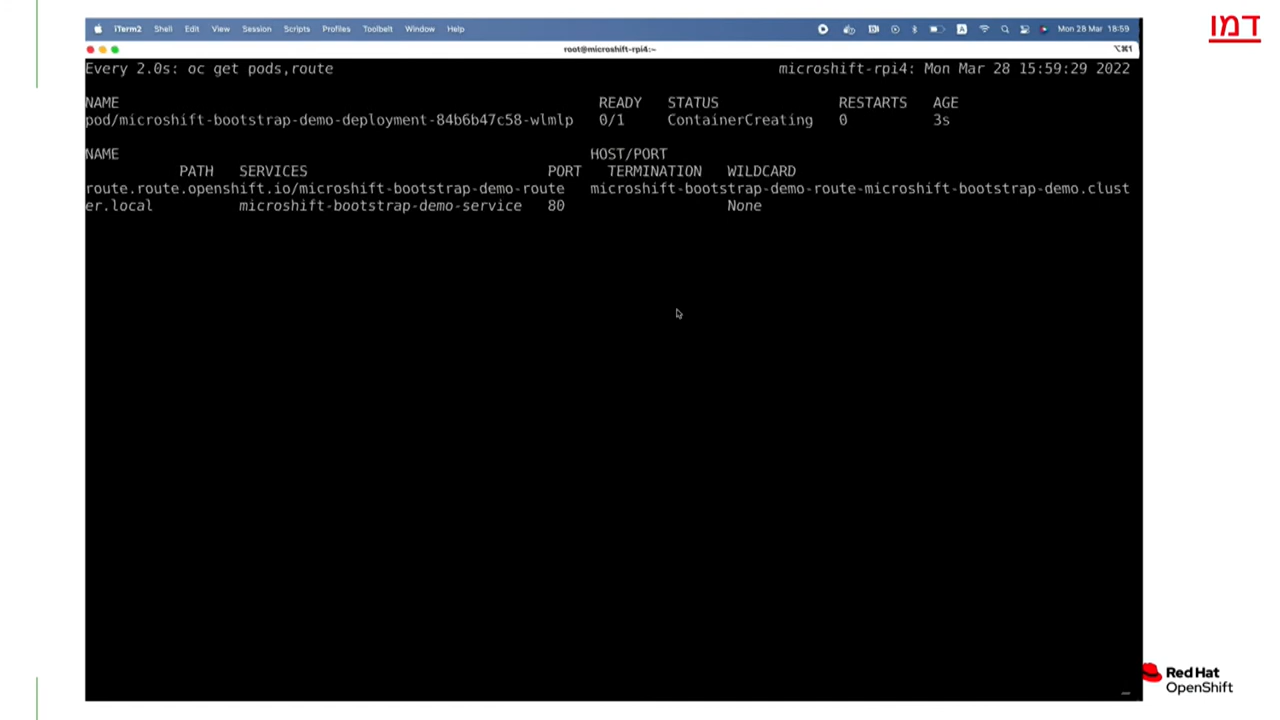 דמו
iTerm2 Shell Edit View Session Scripts Profiles Toolbelt Window Help Mon 28 Mar 18:59
root@microshift-rpi4:~ ⌥⌘1
Every 2.0s: oc get pods,route microshift-rpi4: Mon Mar 28 15:59:29 2022
NAME READY STATUS RESTARTS AGE
pod/microshift-bootstrap-demo-deployment-84b6b47c58-wlmlp 0/1 ContainerCreating 0 3s
NAME HOST/PORT
PATH SERVICES PORT TERMINATION WILDCARD
route.route.openshift.io/microshift-bootstrap-demo-route microshift-bootstrap-demo-route-microshift-bootstrap-demo.clust
er.local microshift-bootstrap-demo-service 80 None
Red Hat
OpenShift